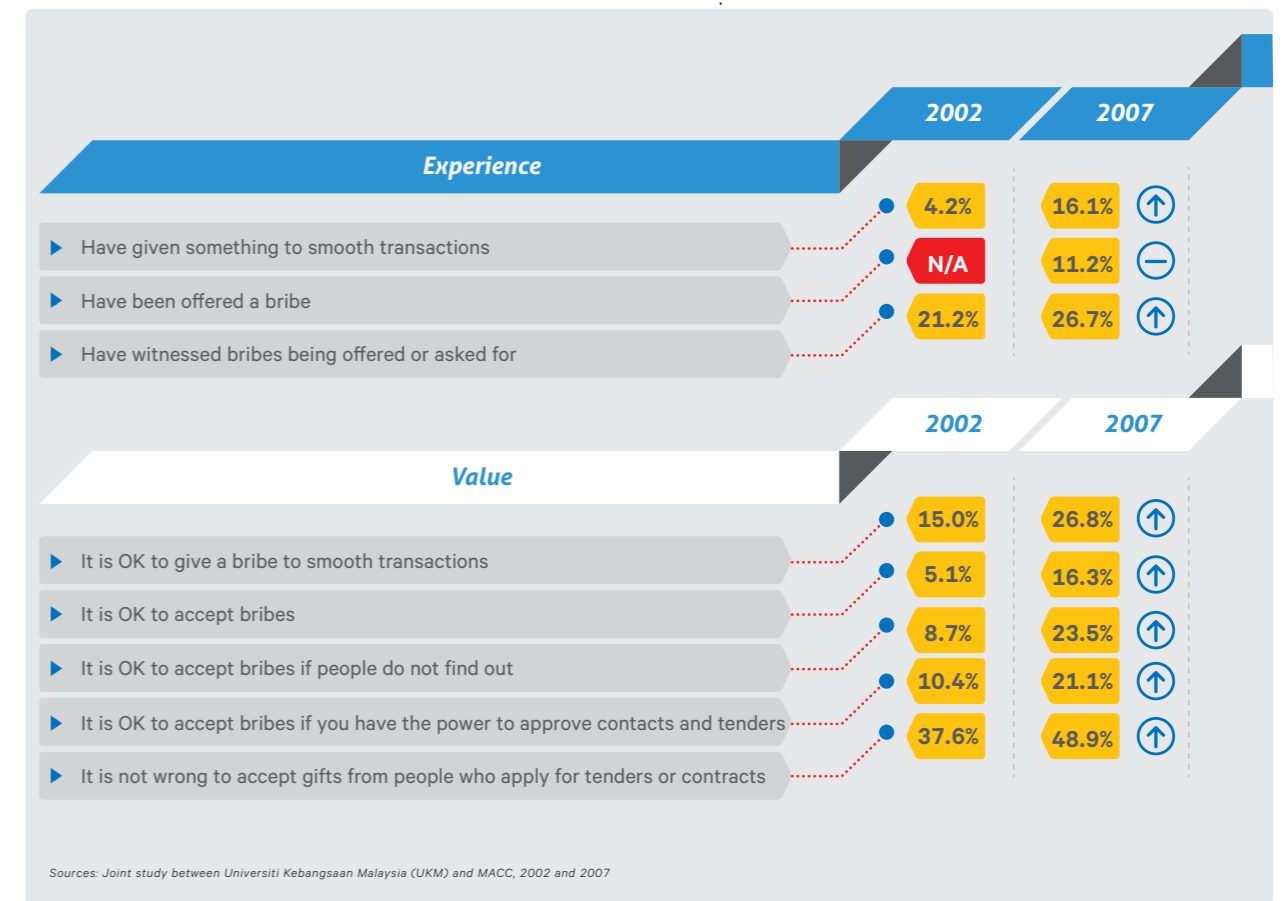 2002 2007
Experience
Have given something to smooth transactions 4.2% 16.1%
Have been offered a bribe N/A 11.2%
Have witnessed bribes being offered or asked for 21.2% 26.7%
2002 2007
Value
It is OK to give a bribe to smooth transactions 15.0% 26.8%
It is OK to accept bribes 5.1% 16.3%
It is OK to accept bribes if people do not find out 8.7% 23.5%
It is OK to accept bribes if you have the power to approve contacts and tenders 10.4% 21.1%
It is not wrong to accept gifts from people who apply for tenders or contracts 37.6% 48.9%
Sources: Joint study between Universiti Kebangsaan Malaysia (UKM) and MACC, 2002 and 2007